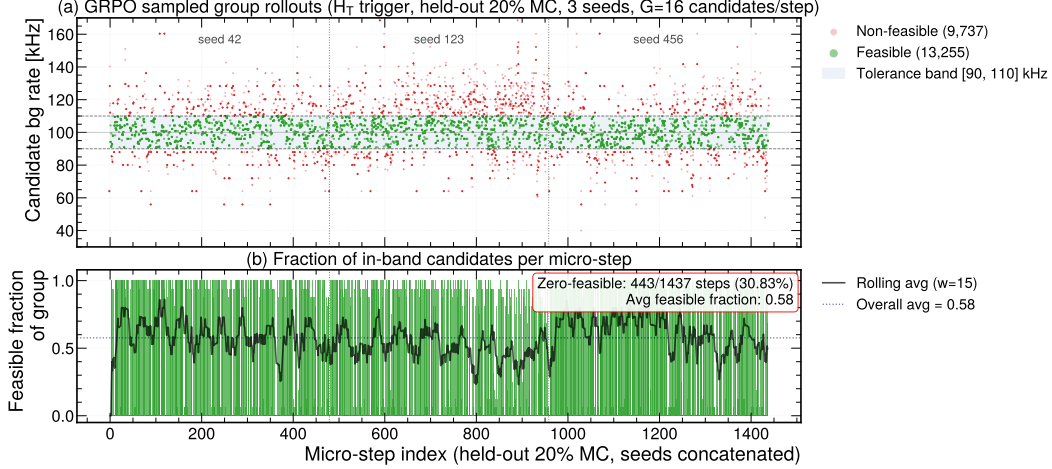 (a) GRPO sampled group rollouts (H_T trigger, held-out 20% MC, 3 seeds, G=16 candidates/step)
Candidate bg rate [kHz]
160
140
120
100
80
60
40
seed 42
seed 123
seed 456
Non-feasible (9,737)
Feasible (13,255)
Tolerance band [90, 110] kHz
(b) Fraction of in-band candidates per micro-step
Feasible fraction
of group
1.0
0.5
0.0
Zero-feasible: 443/1437 steps (30.83%)
Avg feasible fraction: 0.58
Rolling avg (w=15)
Overall avg = 0.58
0 200 400 600 800 1000 1200 1400
Micro-step index (held-out 20% MC, seeds concatenated)